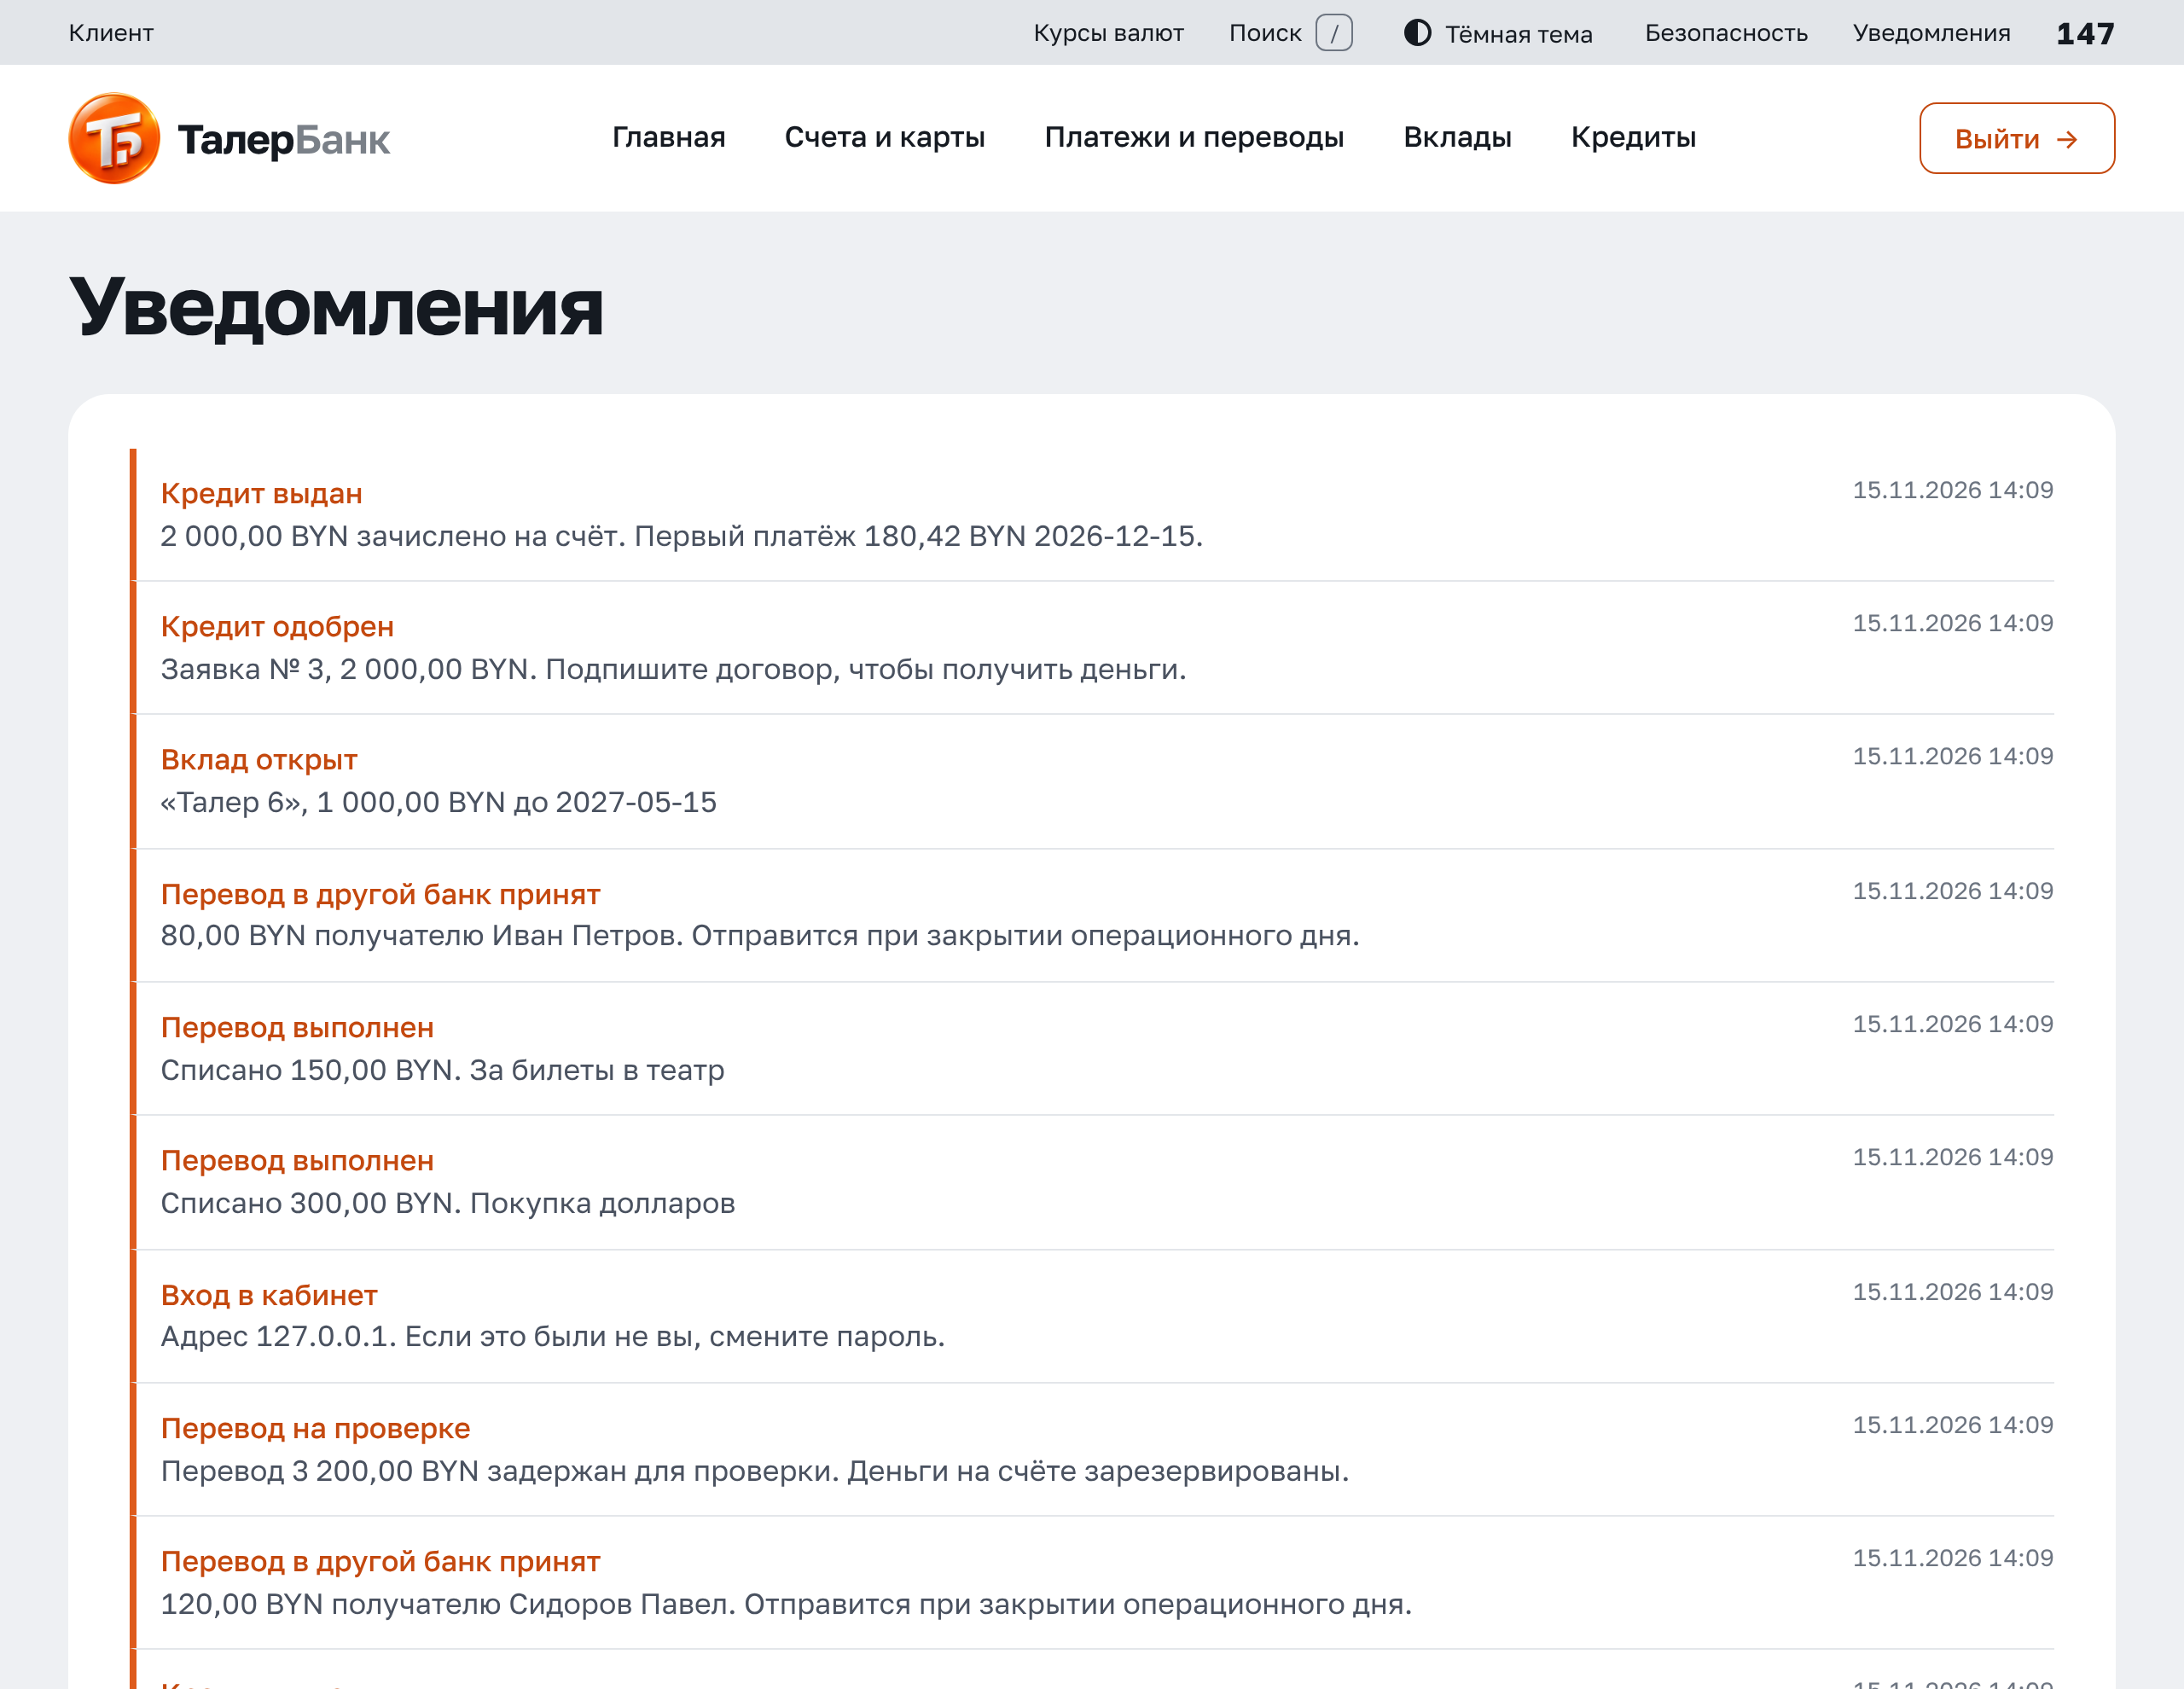 Клиент
Курсы валют
Поиск /
Тёмная тема
Безопасность
Уведомления
147
ТР
ТалерБанк
Главная
Счета и карты
Платежи и переводы
Вклады
Кредиты
Выйти →
Уведомления
Кредит выдан
15.11.2026 14:09
2 000,00 BYN зачислено на счёт. Первый платёж 180,42 BYN 2026-12-15.
Кредит одобрен
15.11.2026 14:09
Заявка № 3, 2 000,00 BYN. Подпишите договор, чтобы получить деньги.
Вклад открыт
15.11.2026 14:09
«Талер 6», 1 000,00 BYN до 2027-05-15
Перевод в другой банк принят
15.11.2026 14:09
80,00 BYN получателю Иван Петров. Отправится при закрытии операционного дня.
Перевод выполнен
15.11.2026 14:09
Списано 150,00 BYN. За билеты в театр
Перевод выполнен
15.11.2026 14:09
Списано 300,00 BYN. Покупка долларов
Вход в кабинет
15.11.2026 14:09
Адрес 127.0.0.1. Если это были не вы, смените пароль.
Перевод на проверке
15.11.2026 14:09
Перевод 3 200,00 BYN задержан для проверки. Деньги на счёте зарезервированы.
Перевод в другой банк принят
15.11.2026 14:09
120,00 BYN получателю Сидоров Павел. Отправится при закрытии операционного дня.
15.11.2026 14:09